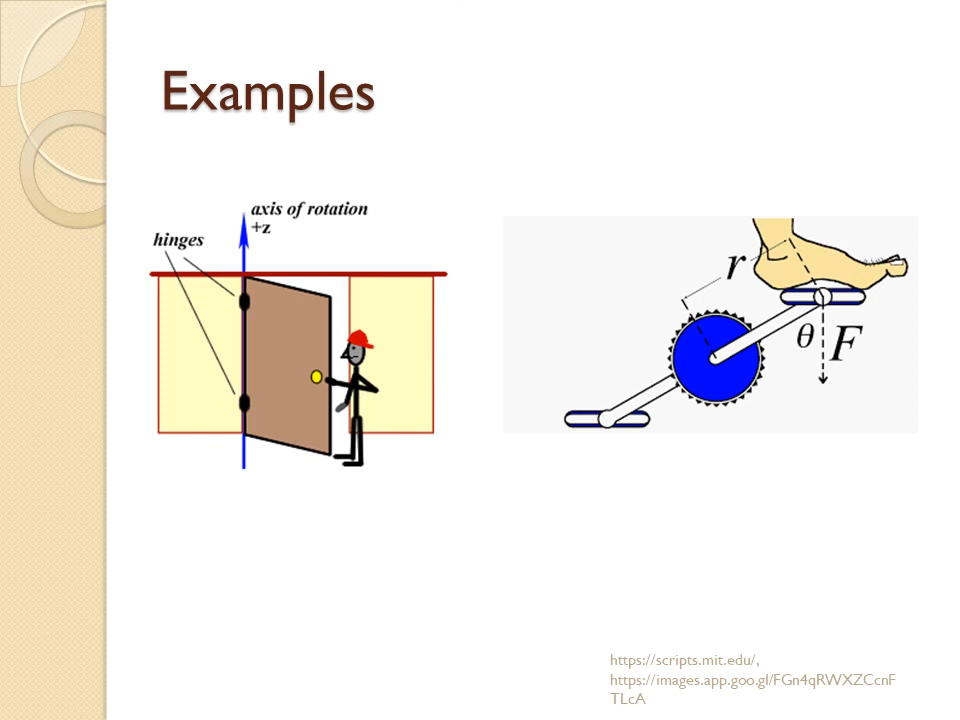 Examples
axis of rotation
+z
hinges
r
θ F
https://scripts.mit.edu/,
https://images.app.goo.gl/FGn4qRWXZCcnF
TLcA